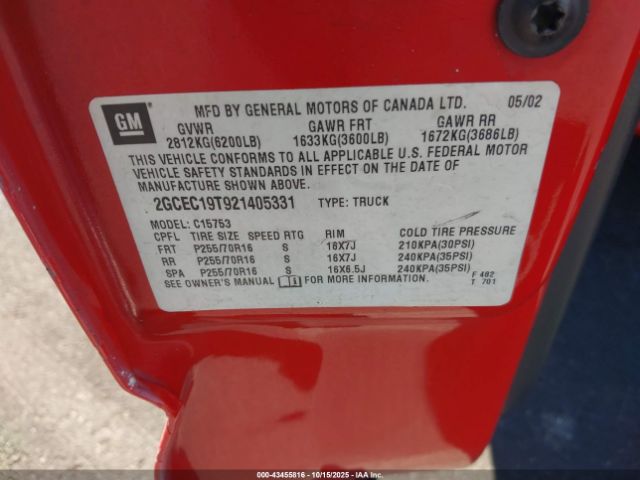 GM
MFD BY GENERAL MOTORS OF CANADA LTD. 05/02
GVWR GAWR FRT GAWR RR
2812KG(6200LB) 1633KG(3600LB) 1672KG(3686LB)
THIS VEHICLE CONFORMS TO ALL APPLICABLE U.S. FEDERAL MOTOR
VEHICLE SAFETY STANDARDS IN EFFECT ON THE DATE OF
MANUFACTURE SHOWN ABOVE.
2GCEC19T921405331 TYPE: TRUCK
MODEL: C15753
CPFL TIRE SIZE SPEED RTG RIM COLD TIRE PRESSURE
FRT P255/70R16 S 16X7J 210KPA(30PSI)
RR P255/70R16 S 16X7J 240KPA(35PSI)
SPA P255/70R16 S 16X6.5J 240KPA(35PSI)
SEE OWNER'S MANUAL FOR MORE INFORMATION. F 482
T 701
000-43455816 - 10/15/2025 - IAAI.COM